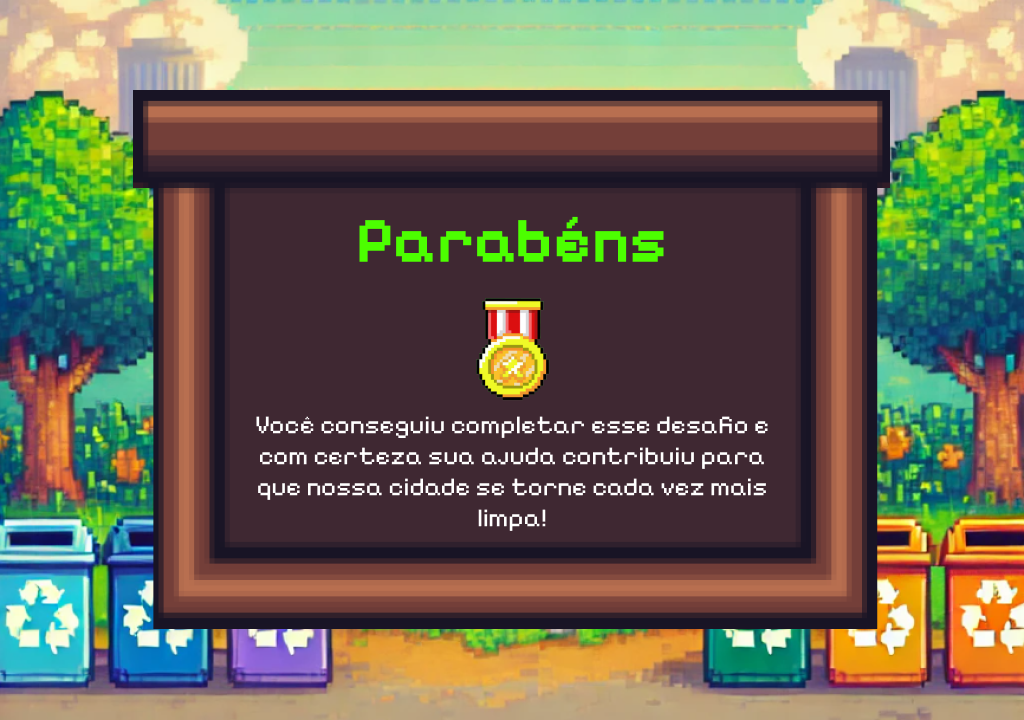 Parabéns
Você conseguiu completar esse desafio e
com certeza sua ajuda contribuiu para
que nossa cidade se torne cada vez mais
limpa!